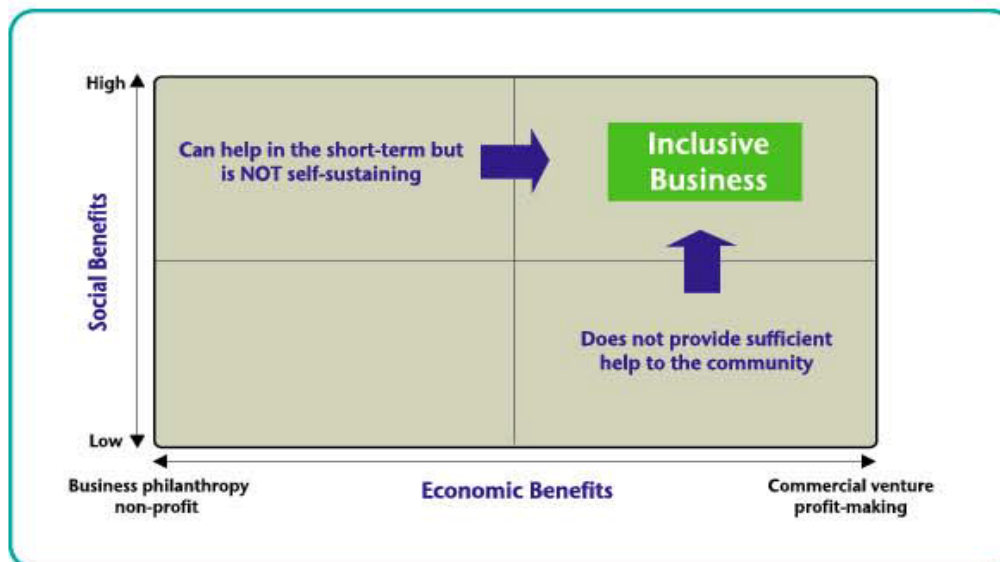 High
Can help in the short-term but
is NOT self-sustaining
Inclusive
Business
Social Benefits
Does not provide sufficient
help to the community
Low
Business philanthropy
non-profit
Economic Benefits
Commercial venture
profit-making